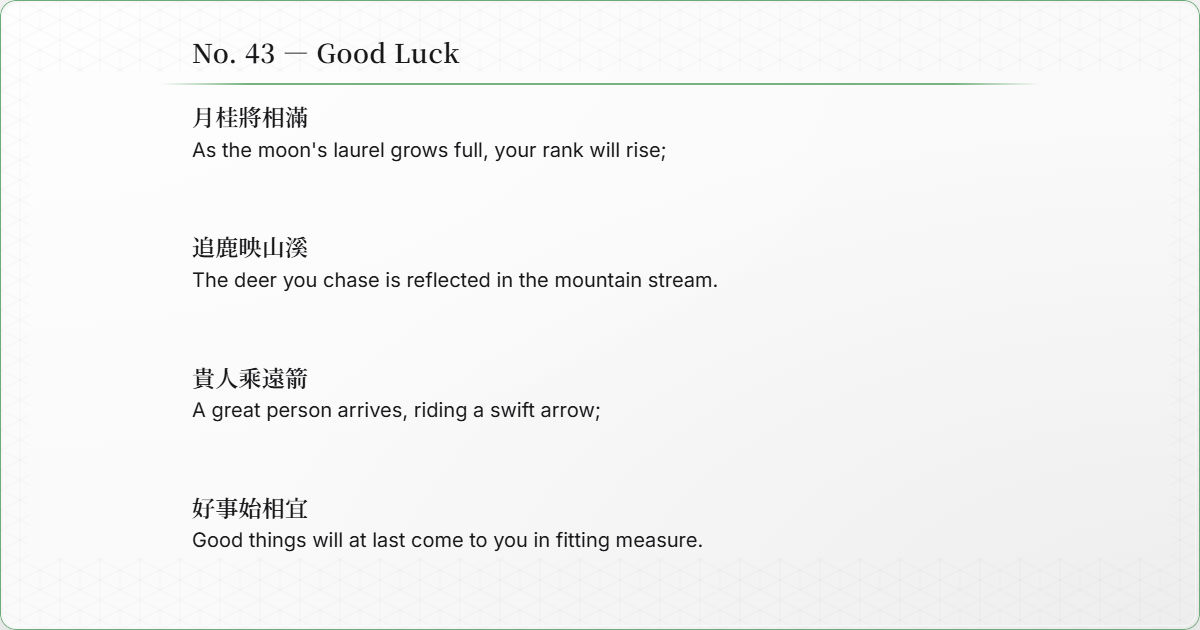 No. 43 — Good Luck
月桂將相滿
As the moon's laurel grows full, your rank will rise;
追鹿映山溪
The deer you chase is reflected in the mountain stream.
貴人乘遠箭
A great person arrives, riding a swift arrow;
好事始相宜
Good things will at last come to you in fitting measure.